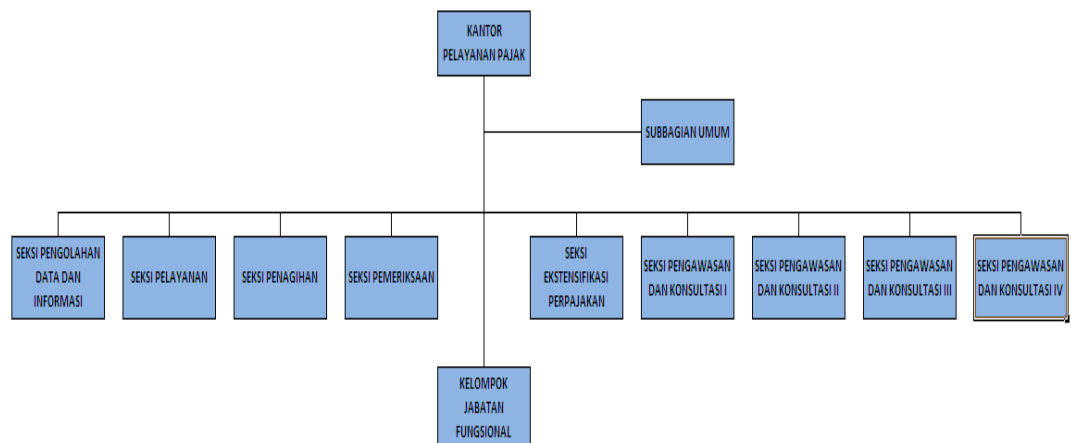 KANTOR
PELAYANAN PAJAK
SUBBAGIAN UMUM
SEKSI PENGOLAHAN
DATA DAN
INFORMASI
SEKSI PELAYANAN
SEKSI PENAGIHAN
SEKSI PEMERIKSAAN
SEKSI
EKSTENSIFIKASI
PERPAJAKAN
SEKSI PENGAWASAN
DAN KONSULTASI I
SEKSI PENGAWASAN
DAN KONSULTASI II
SEKSI PENGAWASAN
DAN KONSULTASI III
SEKSI PENGAWASAN
DAN KONSULTASI IV
KELOMPOK
JABATAN
FUNGSIONAL